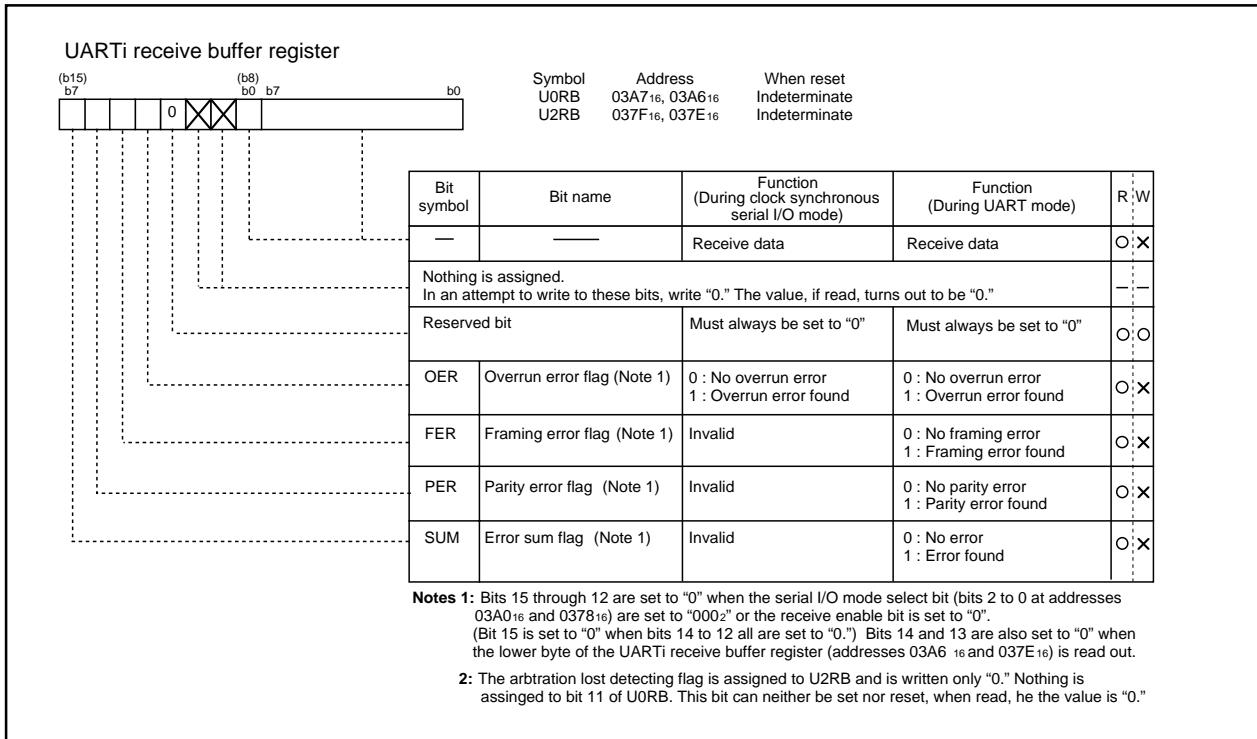 UARTi receive buffer register
(b15) (b8)
b7 b0 b7 b0
0
Symbol Address When reset
U0RB 03A716, 03A616 Indeterminate
U2RB 037F16, 037E16 Indeterminate
Bit symbol Bit name Function (During clock synchronous serial I/O mode) Function (During UART mode) R W
— —— Receive data Receive data O X
Nothing is assigned.
In an attempt to write to these bits, write “0.” The value, if read, turns out to be “0.” – –
Reserved bit Must always be set to “0” Must always be set to “0” O O
OER Overrun error flag (Note 1) 0 : No overrun error 0 : No overrun error O X
1 : Overrun error found 1 : Overrun error found
FER Framing error flag (Note 1) Invalid 0 : No framing error O X
1 : Framing error found
PER Parity error flag (Note 1) Invalid 0 : No parity error O X
1 : Parity error found
SUM Error sum flag (Note 1) Invalid 0 : No error O X
1 : Error found
Notes 1: Bits 15 through 12 are set to “0” when the serial I/O mode select bit (bits 2 to 0 at addresses
03A016 and 037816) are set to “0002” or the receive enable bit is set to “0”.
(Bit 15 is set to “0” when bits 14 to 12 all are set to “0.”) Bits 14 and 13 are also set to “0” when
the lower byte of the UARTi receive buffer register (addresses 03A6 16 and 037E16) is read out.
2: The arbtration lost detecting flag is assigned to U2RB and is written only “0.” Nothing is
assinged to bit 11 of U0RB. This bit can neither be set nor reset, when read, he the value is “0.”